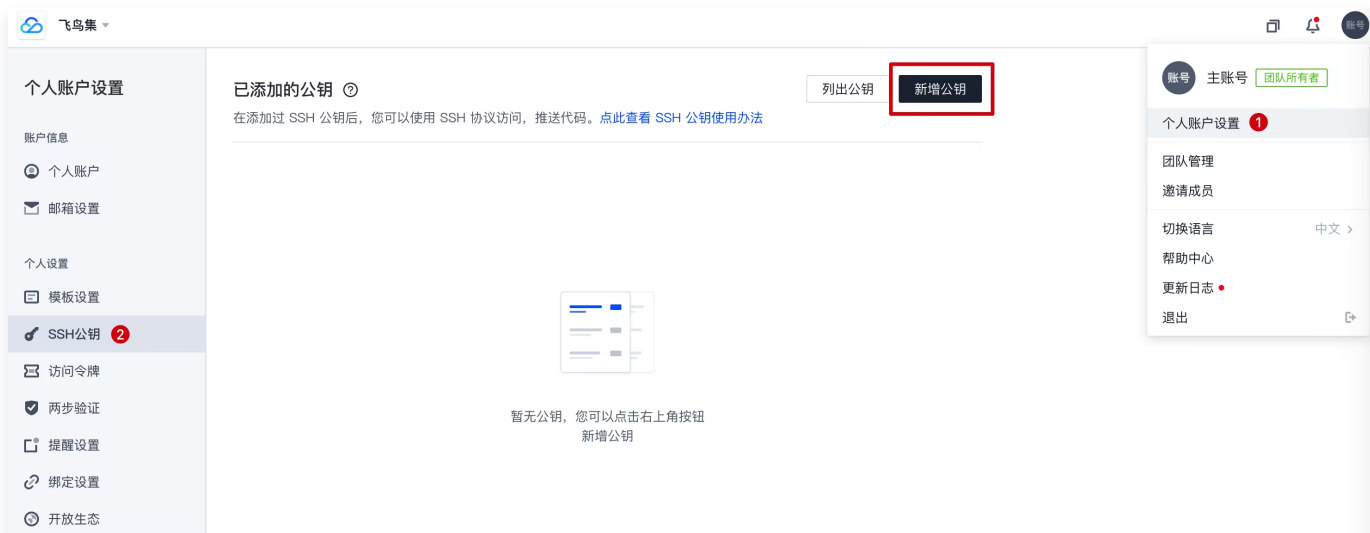 飞鸟集
账号
个人账户设置
账户信息
个人账户
邮箱设置
个人设置
模板设置
SSH公钥 2
访问令牌
两步验证
提醒设置
绑定设置
开放生态
已添加的公钥 ?
列出公钥
新增公钥
在添加过 SSH 公钥后，您可以使用 SSH 协议访问，推送代码。点此查看 SSH 公钥使用办法
暂无公钥，您可以点击右上角按钮
新增公钥
账号 主账号 团队所有者
个人账户设置 1
团队管理
邀请成员
切换语言 中文 >
帮助中心
更新日志
退出